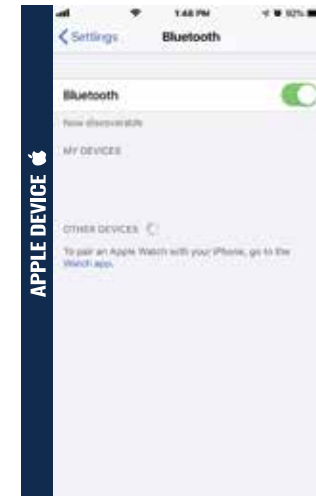 1:48 PM
92%
Settings
Bluetooth
Bluetooth
Now discoverable
MY DEVICES
OTHER DEVICES
To pair an Apple Watch with your iPhone, go to the
Watch app.
APPLE DEVICE